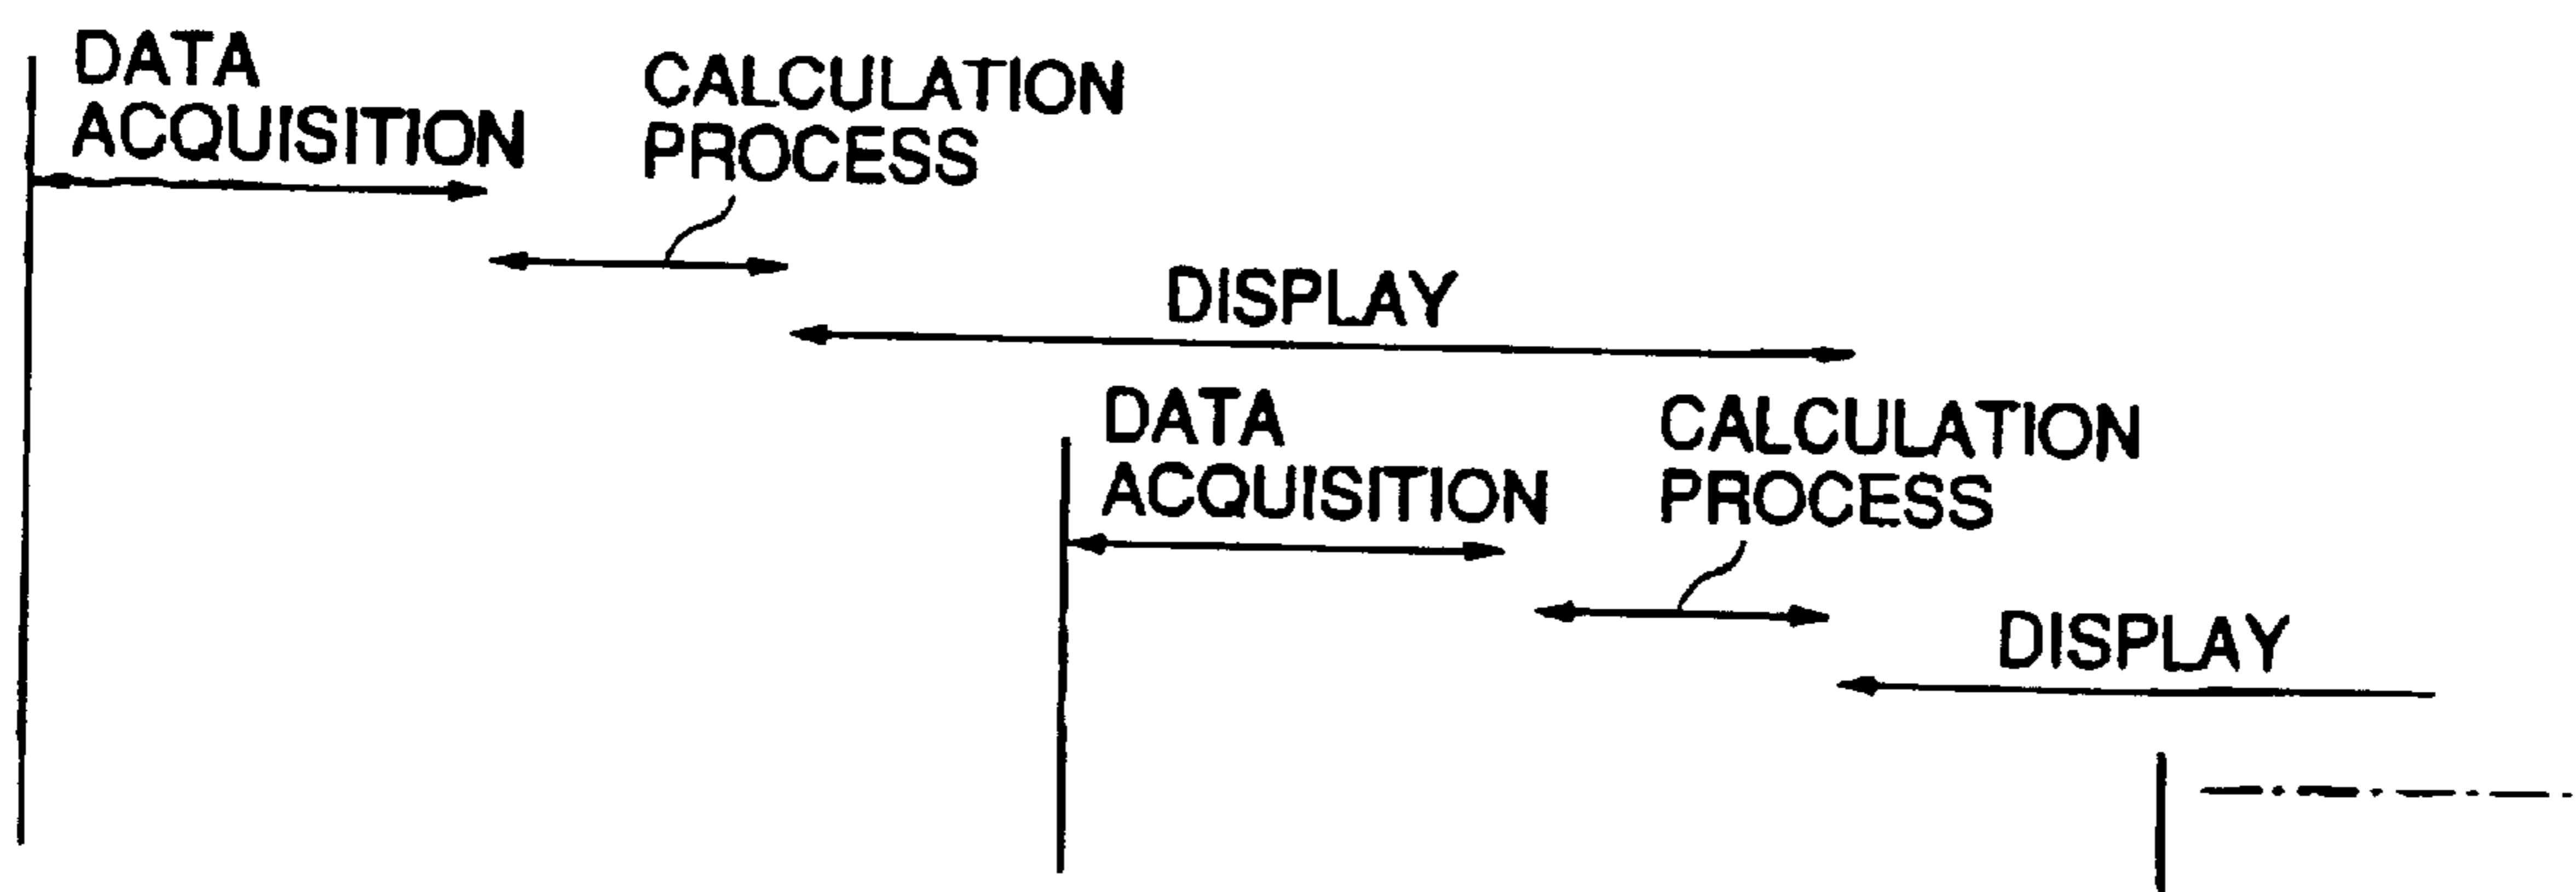 DATA
ACQUISITION
CALCULATION
PROCESS
DISPLAY
DATA
ACQUISITION
CALCULATION
PROCESS
DISPLAY